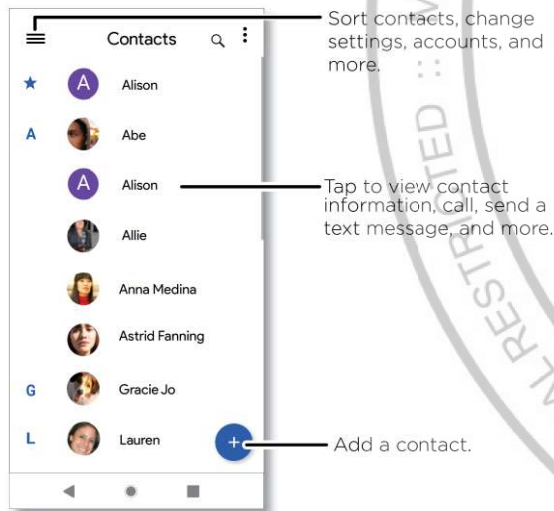 Contacts
Sort contacts, change
settings, accounts, and
more.
★ A Alison
A Abe
A Alison
Tap to view contact
information, call, send a
text message, and more.
Allie
Anna Medina
Astrid Fanning
G Gracie Jo
L Lauren
+
Add a contact.
RESTRICTED :: M